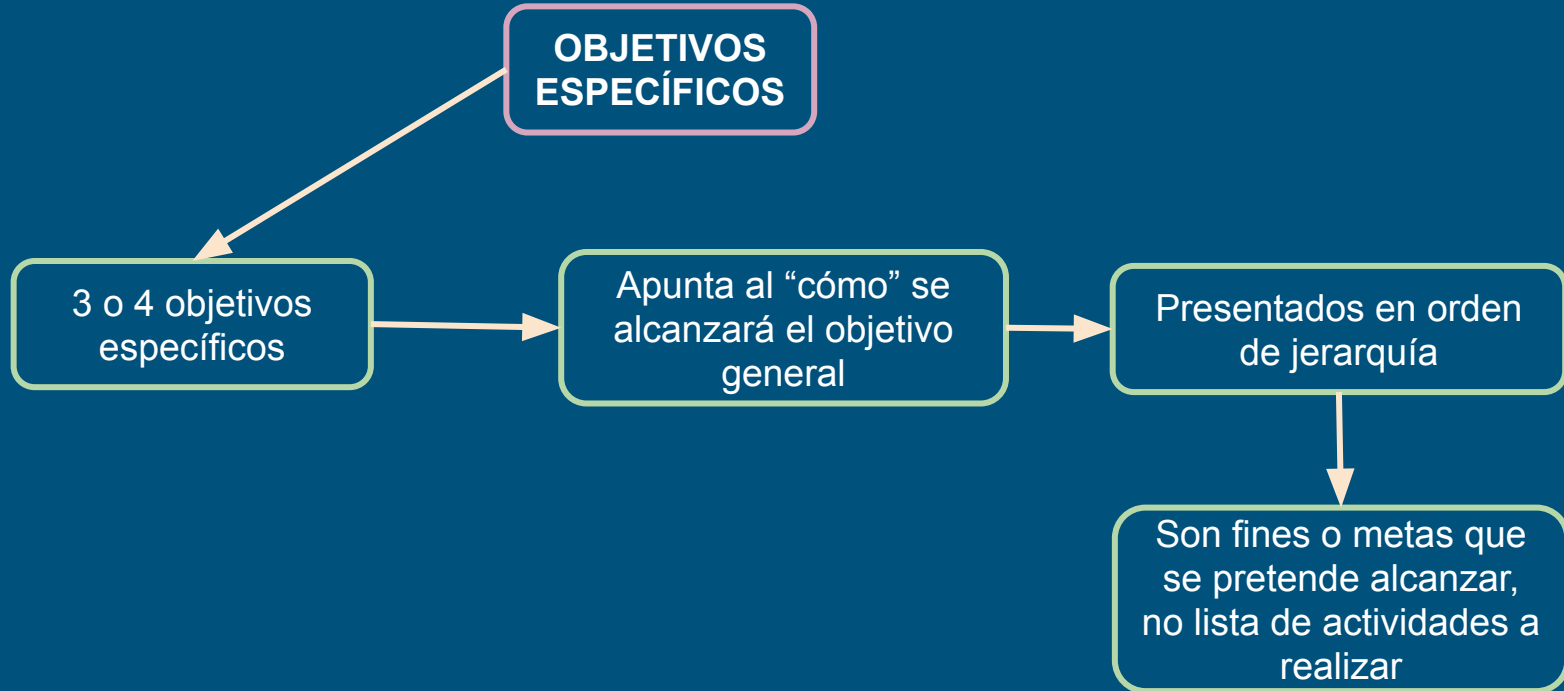 OBJETIVOS
ESPECÍFICOS
3 o 4 objetivos
específicos
Apunta al “cómo” se
alcanzará el objetivo
general
Presentados en orden
de jerarquía
Son fines o metas que
se pretende alcanzar,
no lista de actividades a
realizar